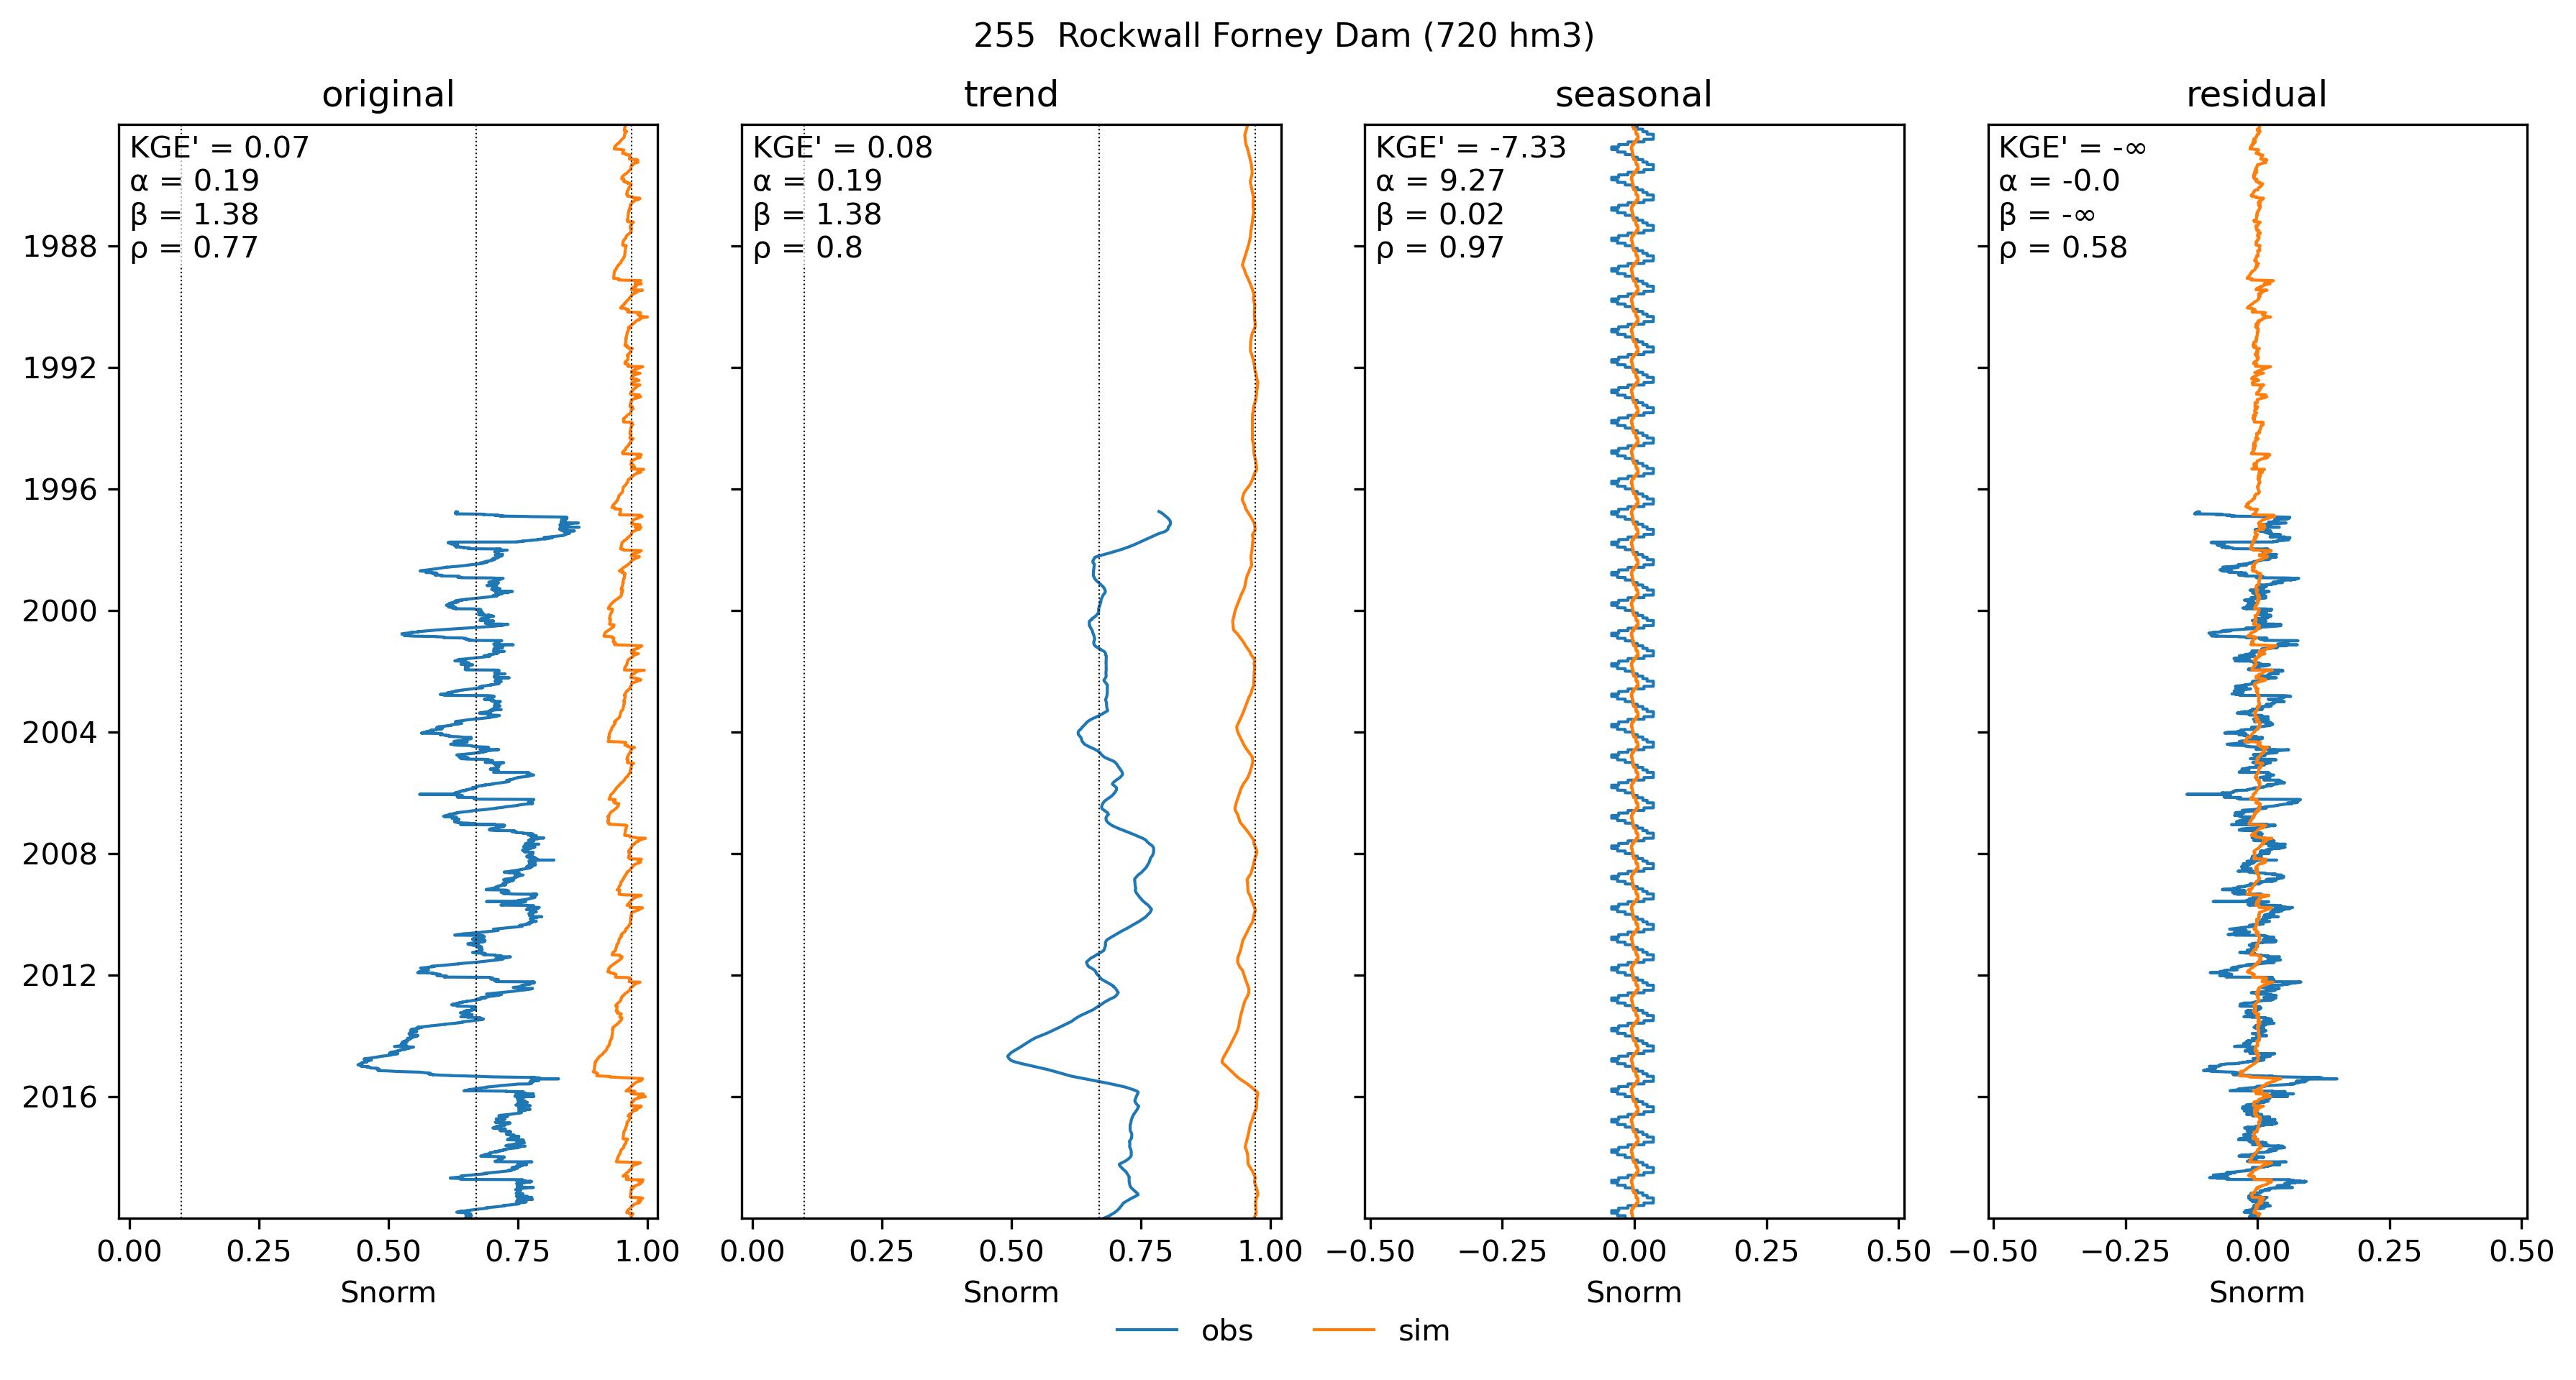 255  Rockwall Forney Dam (720 hm3)
original
trend
seasonal
residual
KGE' = 0.07
α = 0.19
β = 1.38
ρ = 0.77
KGE' = 0.08
α = 0.19
β = 1.38
ρ = 0.8
KGE' = -7.33
α = 9.27
β = 0.02
ρ = 0.97
KGE' = -∞
α = -0.0
β = -∞
ρ = 0.58
1988
1992
1996
2000
2004
2008
2012
2016
0.00 0.25 0.50 0.75 1.00
0.00 0.25 0.50 0.75 1.00
−0.50 −0.25 0.00 0.25 0.50
−0.50 −0.25 0.00 0.25 0.50
Snorm
Snorm
Snorm
Snorm
obs
sim